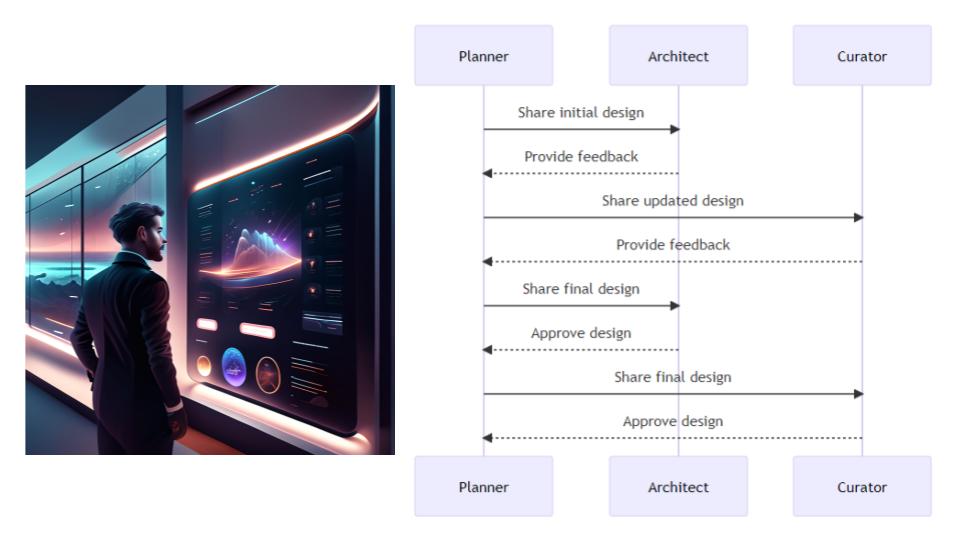 Planner Architect Curator
Share initial design
Provide feedback
Share updated design
Provide feedback
Share final design
Approve design
Share final design
Approve design
Planner Architect Curator